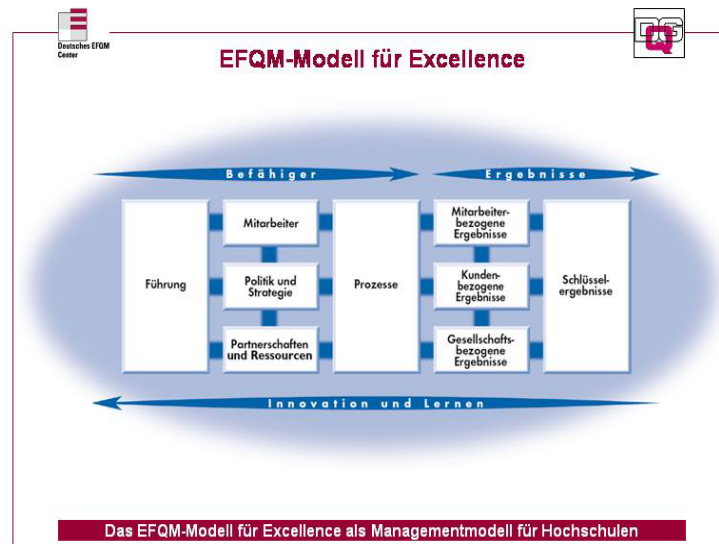 Deutsches EFQM
Center
DGQ
EFQM-Modell für Excellence
Befähiger
Ergebnisse
Führung
Mitarbeiter
Politik und
Strategie
Partnerschaften
und Ressourcen
Prozesse
Mitarbeiter-
bezogene
Ergebnisse
Kunden-
bezogene
Ergebnisse
Gesellschafts-
bezogene
Ergebnisse
Schlüssel-
ergebnisse
Innovation und Lernen
Das EFQM-Modell für Excellence als Managementmodell für Hochschulen